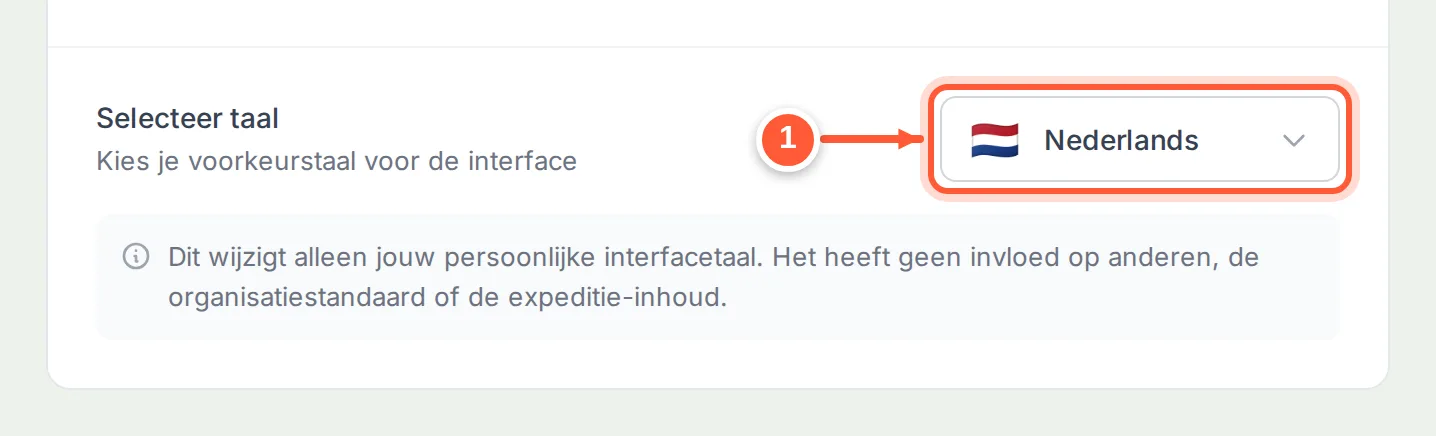 Selecteer taal
Kies je voorkeurstaal voor de interface
1
Nederlands
Dit wijzigt alleen jouw persoonlijke interfacetaal. Het heeft geen invloed op anderen, de
organisatiestandaard of de expeditie-inhoud.